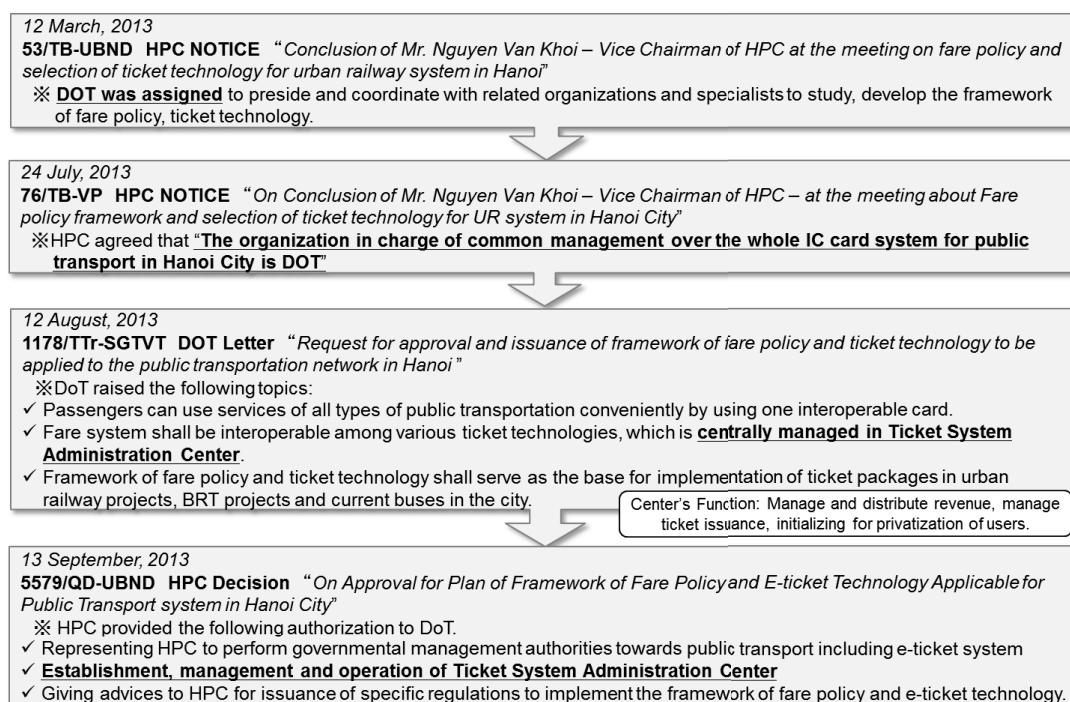 12 March, 2013
53/TB-UBND HPC NOTICE “Conclusion of Mr. Nguyen Van Khoi – Vice Chairman of HPC at the meeting on fare policy and
selection of ticket technology for urban railway system in Hanoi”
※ DOT was assigned to preside and coordinate with related organizations and specialists to study, develop the framework
of fare policy, ticket technology.
24 July, 2013
76/TB-VP HPC NOTICE “On Conclusion of Mr. Nguyen Van Khoi – Vice Chairman of HPC – at the meeting about Fare
policy framework and selection of ticket technology for UR system in Hanoi City”
※HPC agreed that “The organization in charge of common management over the whole IC card system for public
transport in Hanoi City is DOT”
12 August, 2013
1178/TTr-SGTVT DOT Letter “Request for approval and issuance of framework of fare policy and ticket technology to be
applied to the public transportation network in Hanoi ”
※DoT raised the following topics:
✓ Passengers can use services of all types of public transportation conveniently by using one interoperable card.
✓ Fare system shall be interoperable among various ticket technologies, which is centrally managed in Ticket System
Administration Center.
✓ Framework of fare policy and ticket technology shall serve as the base for implementation of ticket packages in urban
railway projects, BRT projects and current buses in the city.
Center’s Function: Manage and distribute revenue, manage
ticket issuance, initializing for privatization of users.
13 September, 2013
5579/QD-UBND HPC Decision “On Approval for Plan of Framework of Fare Policy and E-ticket Technology Applicable for
Public Transport system in Hanoi City”
※ HPC provided the following authorization to DoT.
✓ Representing HPC to perform governmental management authorities towards public transport including e-ticket system
✓ Establishment, management and operation of Ticket System Administration Center
✓ Giving advices to HPC for issuance of specific regulations to implement the framework of fare policy and e-ticket technology.